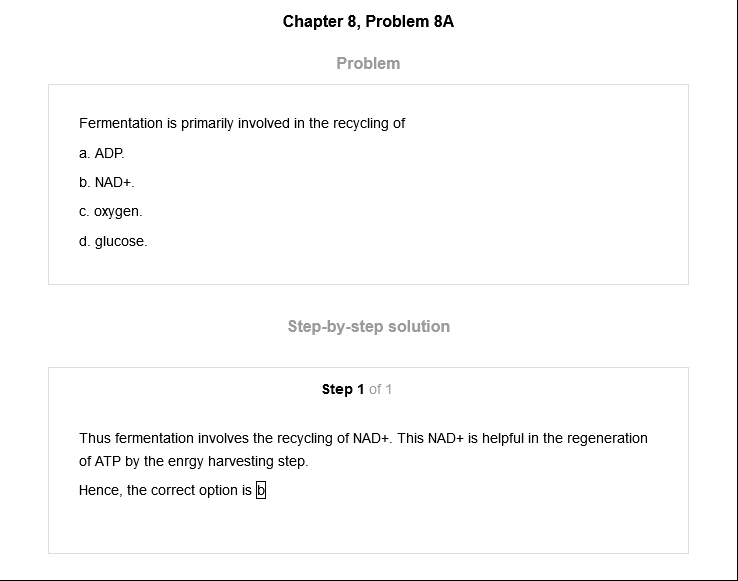 Chapter 8, Problem 8A
Problem
Fermentation is primarily involved in the recycling of
a. ADP.
b. NAD+.
c. oxygen.
d. glucose.
Step-by-step solution
Step 1 of 1
Thus fermentation involves the recycling of NAD+. This NAD+ is helpful in the regeneration
of ATP by the enrgy harvesting step.
Hence, the correct option is b